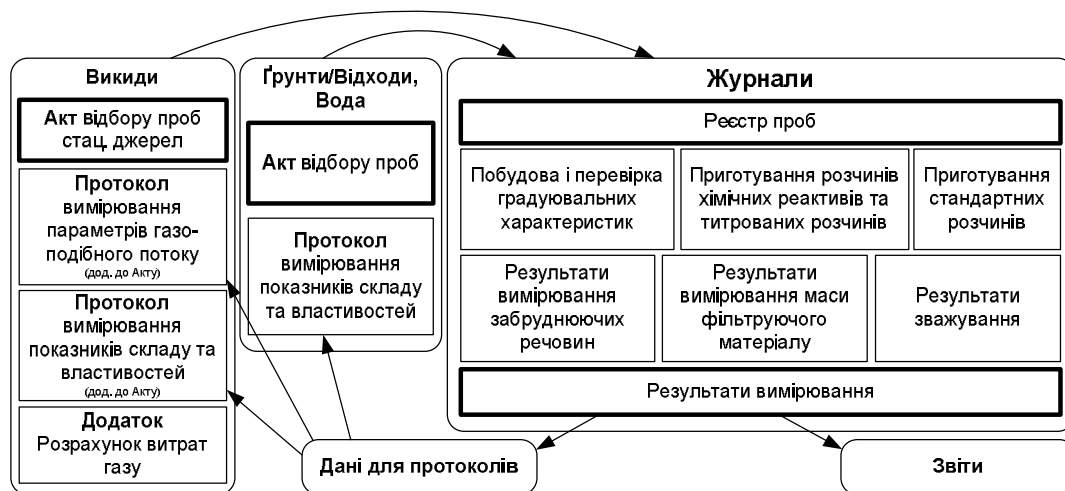 Викиди
Акт відбору проб
стац. джерел
Протокол
вимірювання
параметрів газо-
подібного потоку
(дод. до Акту)
Протокол
вимірювання
показників складу та
властивостей
(дод. до Акту)
Додаток
Розрахунок витрат
газу
Ґрунти/Відходи,
Вода
Акт відбору проб
Протокол
вимірювання
показників складу
та властивостей
Журнали
Реєстр проб
Побудова і перевірка
градуювальних
характеристик
Приготування розчинів
хімічних реактивів та
титрованих розчинів
Приготування
стандартних
розчинів
Результати
вимірювання
забруднюючих
речовин
Результати
вимірювання маси
фільтруючого
матеріалу
Результати
зважування
Результати вимірювання
Дані для протоколів
Звіти